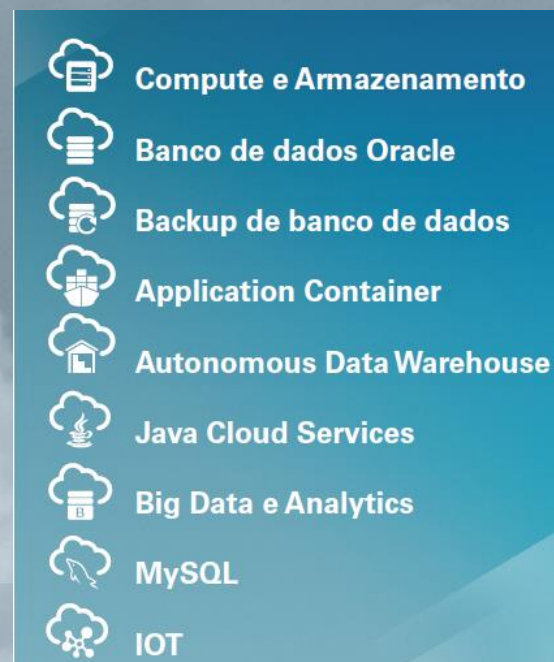 Compute e Armazenamento
Banco de dados Oracle
Backup de banco de dados
Application Container
Autonomous Data Warehouse
Java Cloud Services
B
Big Data e Analytics
MySQL
IOT